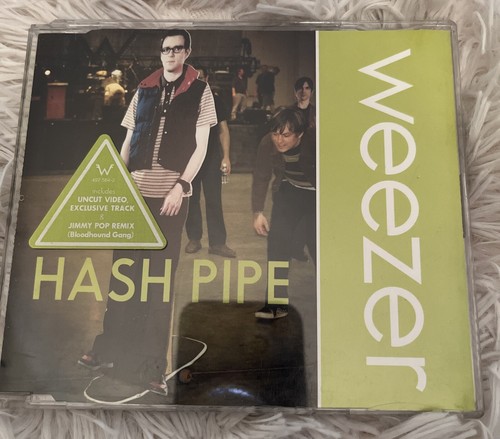 weezer
W
includes
UNCUT VIDEO
EXCLUSIVE TRACK
&
JIMMY POP REMIX
(Bloodhound Gang)
HASH PIPE